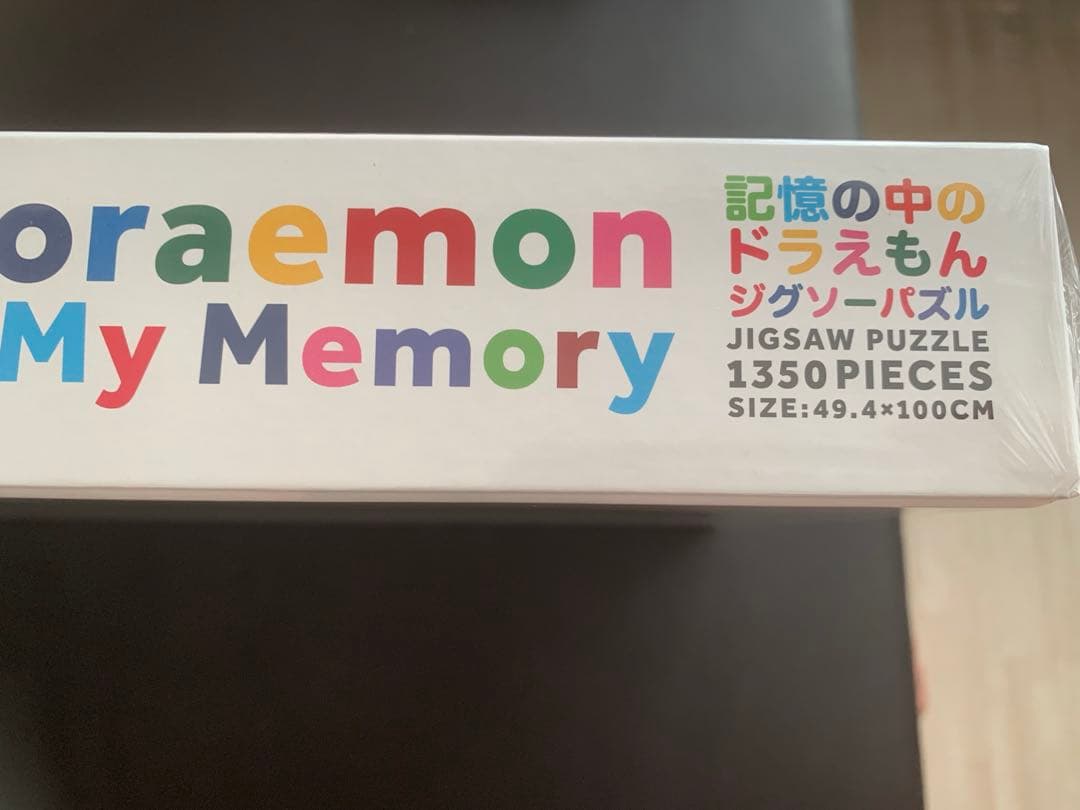 oraemon
My Memory
記憶の中の
ドラえもん
ジグソーパズル
JIGSAW PUZZLE
1350 PIECES
SIZE:49.4×100CM